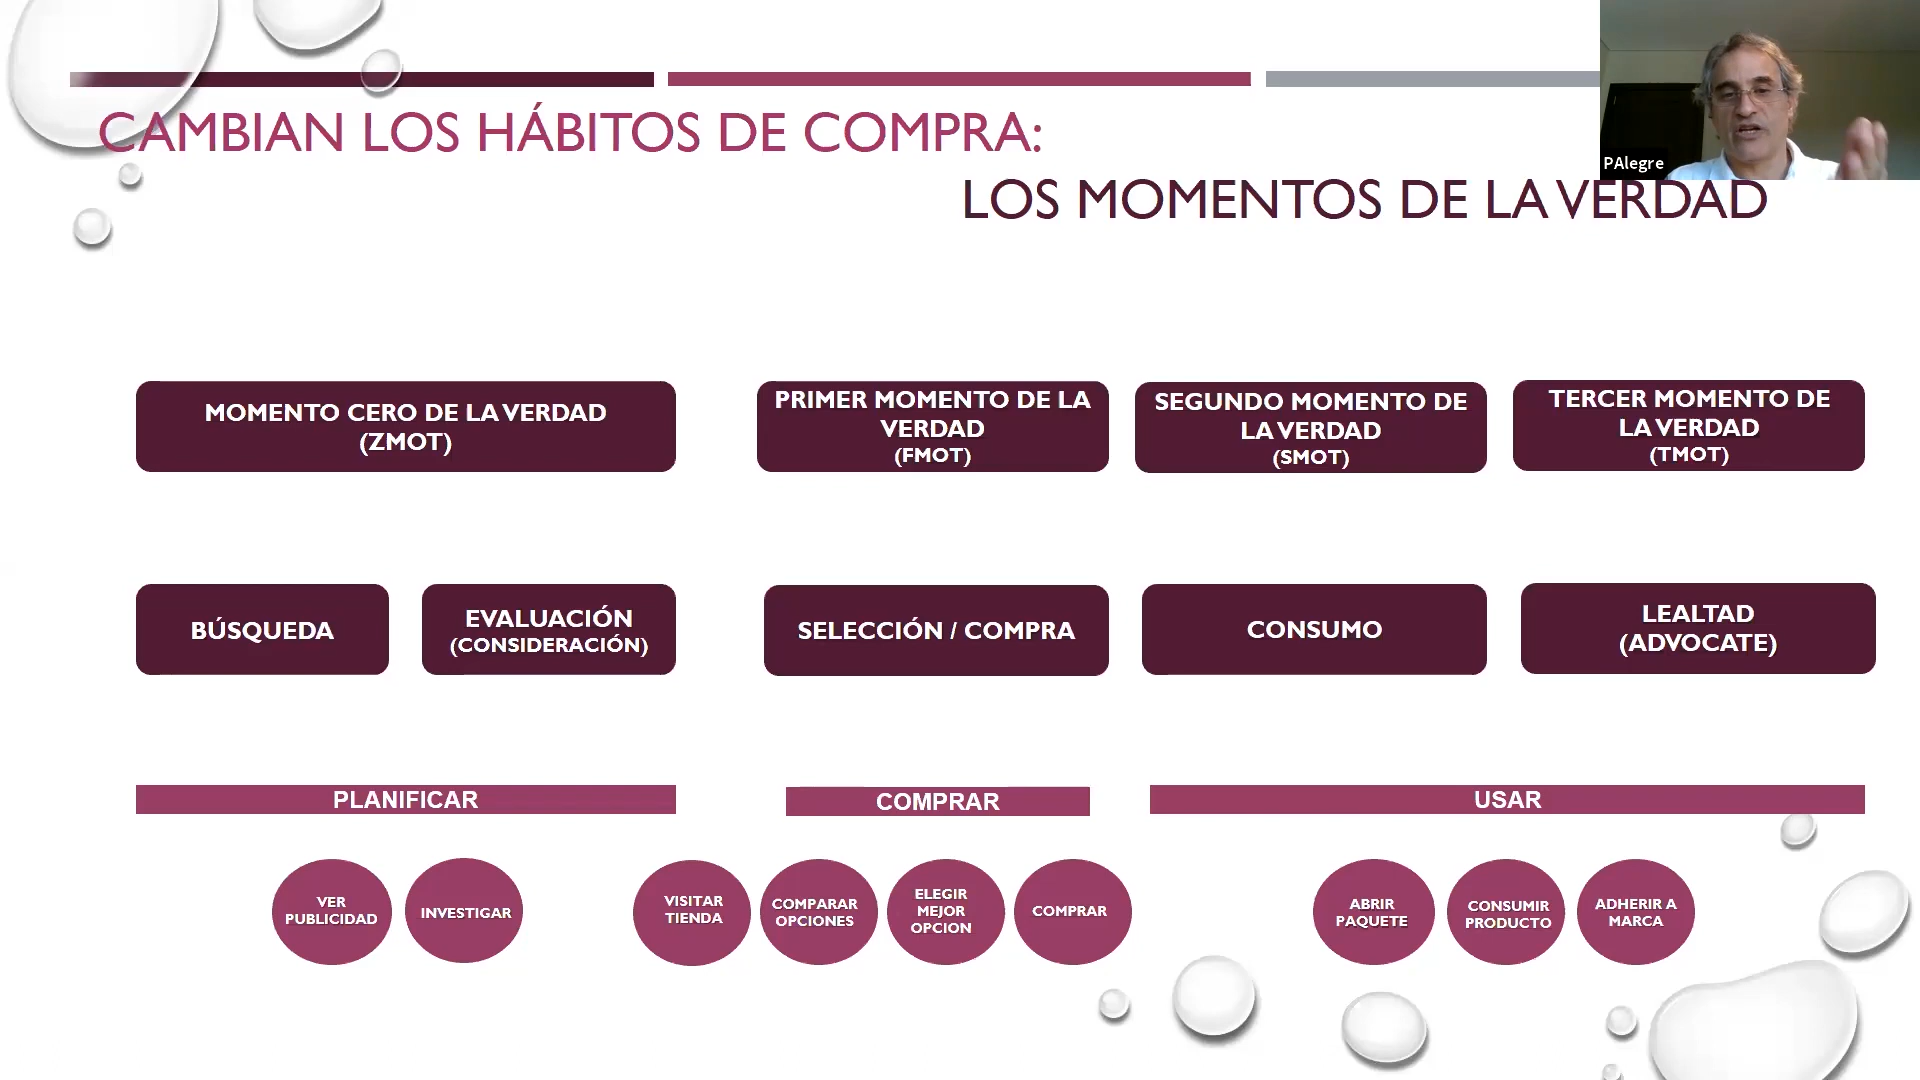 CAMBIAN LOS HÁBITOS DE COMPRA:
PAlegre
LOS MOMENTOS DE LA VERDAD
MOMENTO CERO DE LA VERDAD
(ZMOT)
PRIMER MOMENTO DE LA
VERDAD
(FMOT)
SEGUNDO MOMENTO DE
LA VERDAD
(SMOT)
TERCER MOMENTO DE
LA VERDAD
(TMOT)
BÚSQUEDA
EVALUACIÓN
(CONSIDERACIÓN)
SELECCIÓN / COMPRA
CONSUMO
LEALTAD
(ADVOCATE)
PLANIFICAR
COMPRAR
USAR
VER
PUBLICIDAD
INVESTIGAR
VISITAR
TIENDA
COMPARAR
OPCIONES
ELEGIR
MEJOR
OPCION
COMPRAR
ABRIR
PAQUETE
CONSUMIR
PRODUCTO
ADHERIR A
MARCA